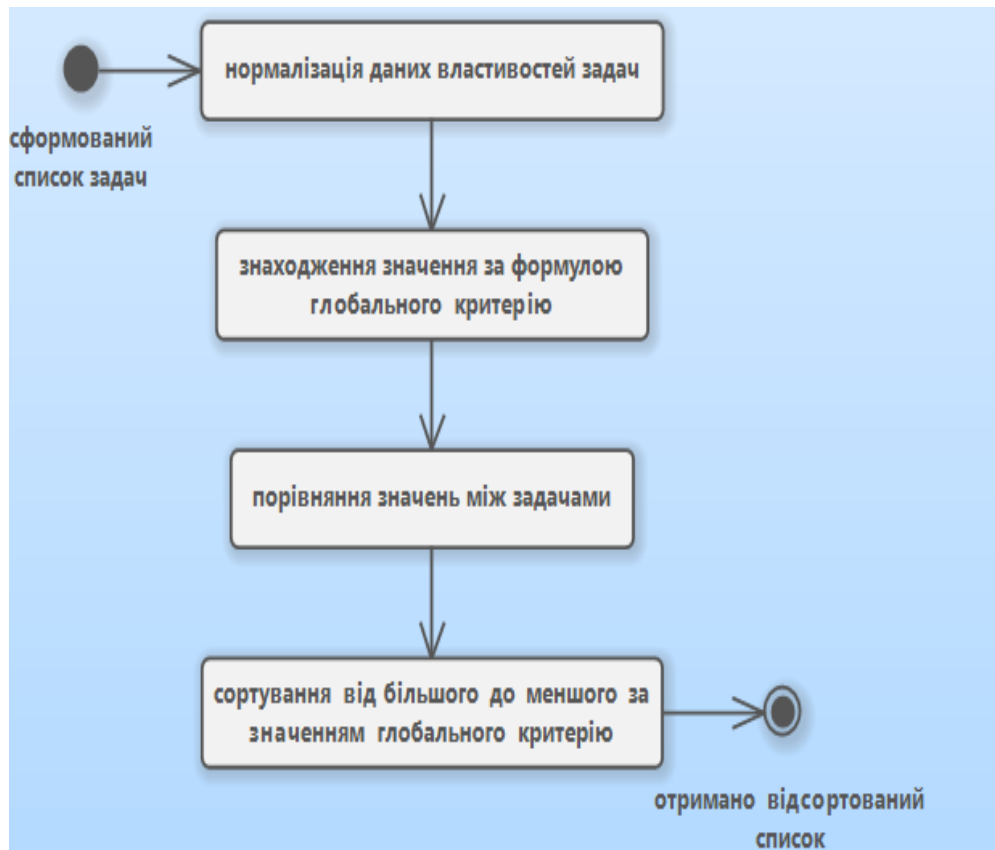 нормалізація даних властивостей задач
сформований
список задач
знаходження значення за формулою
глобального критерію
порівняння значень між задачами
сортування від більшого до меншого за
значенням глобального критерію
отримано відсортований
список